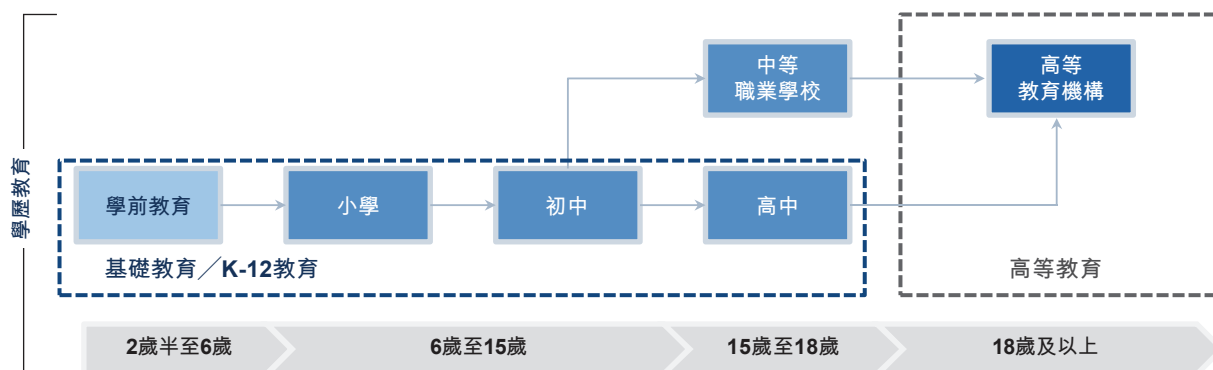 學歷教育
中等
職業學校
高等
教育機構
學前教育
小學
初中
高中
基礎教育／K-12教育
高等教育
2歲半至6歲
6歲至15歲
15歲至18歲
18歲及以上